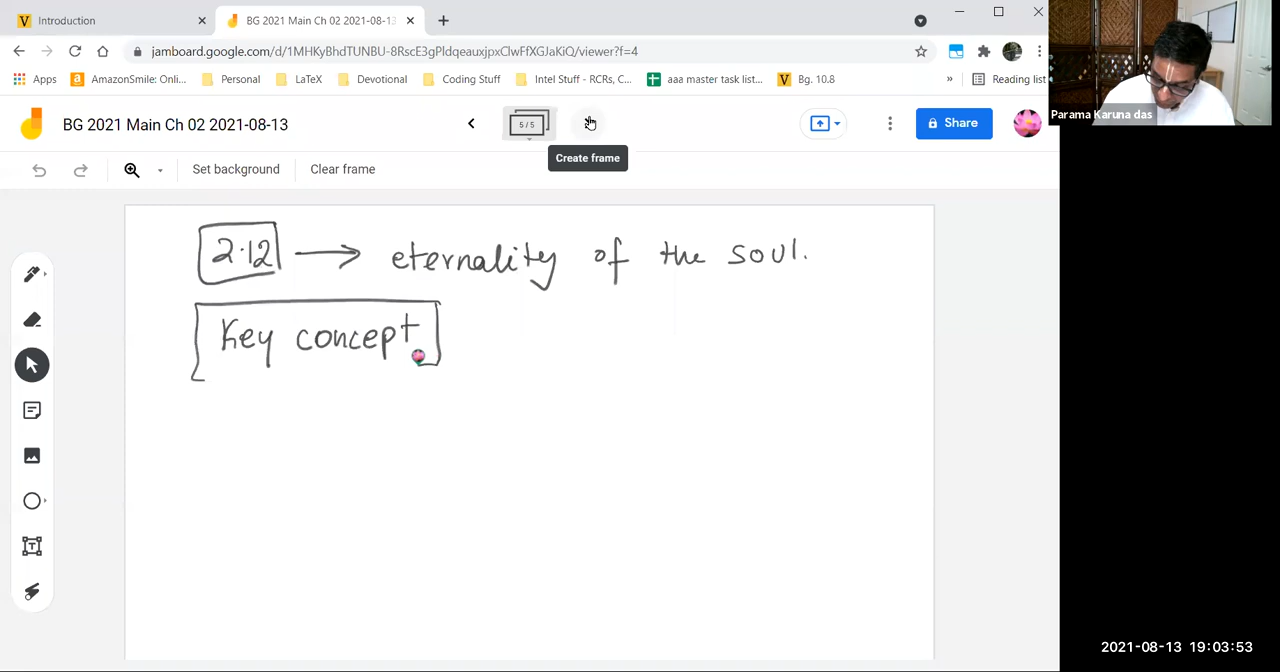 Introduction
BG 2021 Main Ch 02 2021-08-13
jamboard.google.com/d/1MHKyBhdTUNBU-8RscE3gPldqeauxjpxClwFfXGJaKiQ/viewer?f=4
Apps AmazonSmile: Onli... Personal LaTeX Devotional Coding Stuff Intel Stuff - RCRs, C... aaa master task list... Bg. 10.8 » Reading list
Parama Karuna das
BG 2021 Main Ch 02 2021-08-13
5 / 5
Share
Create frame
Set background Clear frame
2.12 → eternality of the soul.
Key concept
2021-08-13 19:03:53